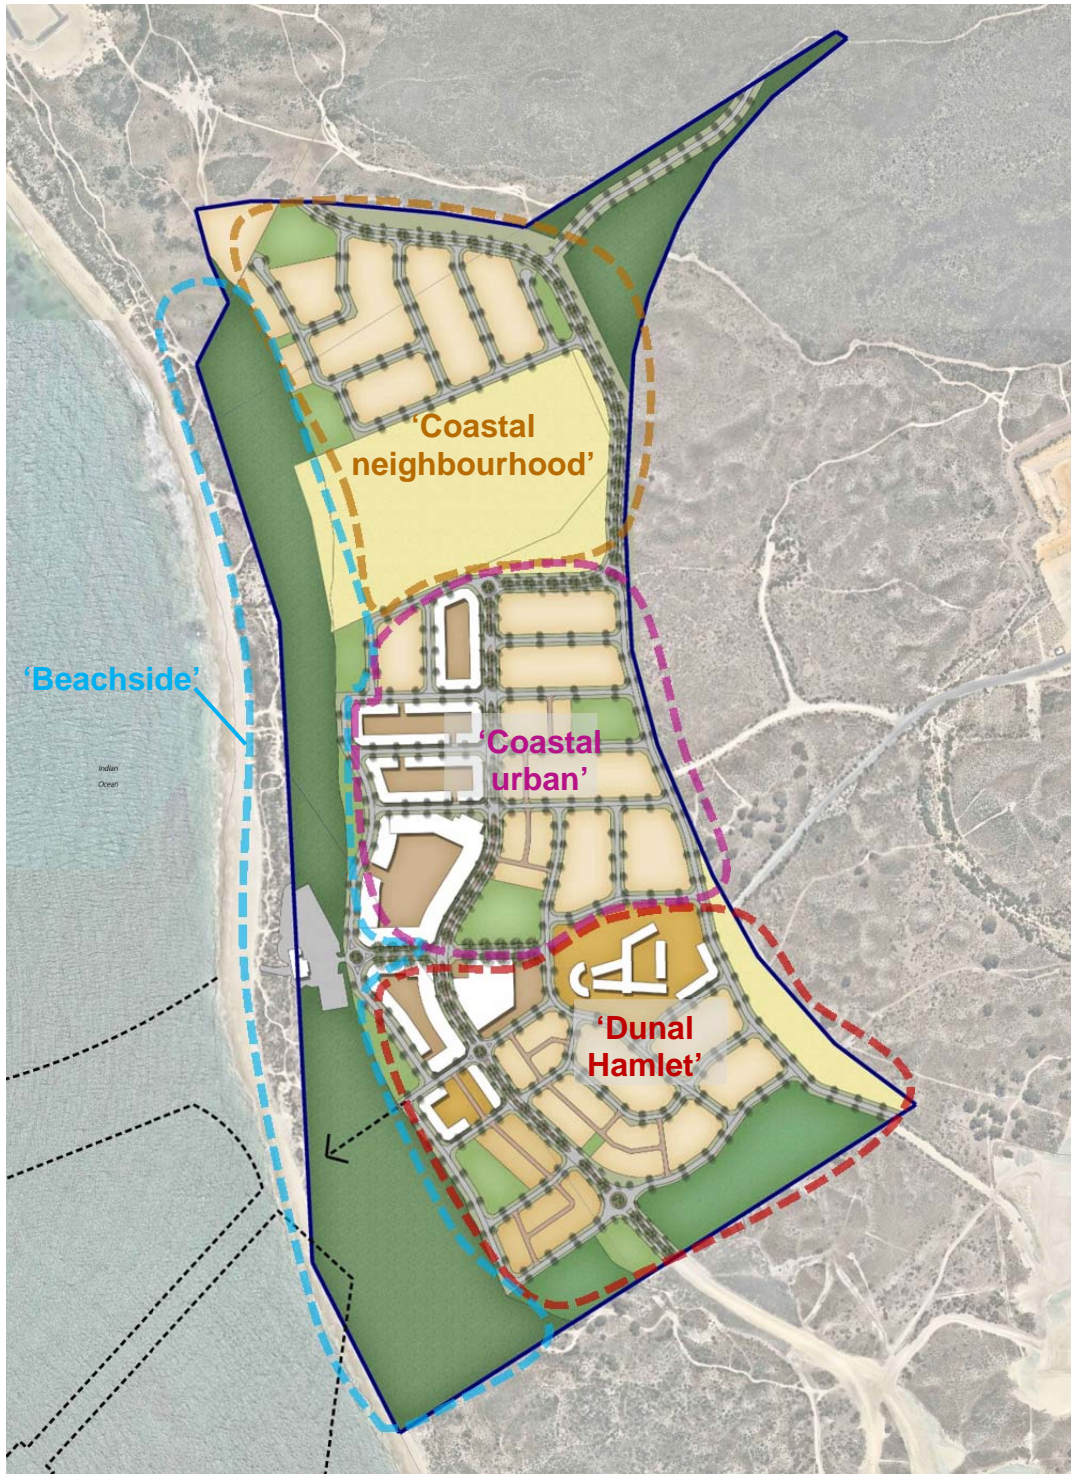 ‘Coastal
neighbourhood’
‘Beachside’
‘Coastal
urban’
Indian
Ocean
‘Dunal
Hamlet’